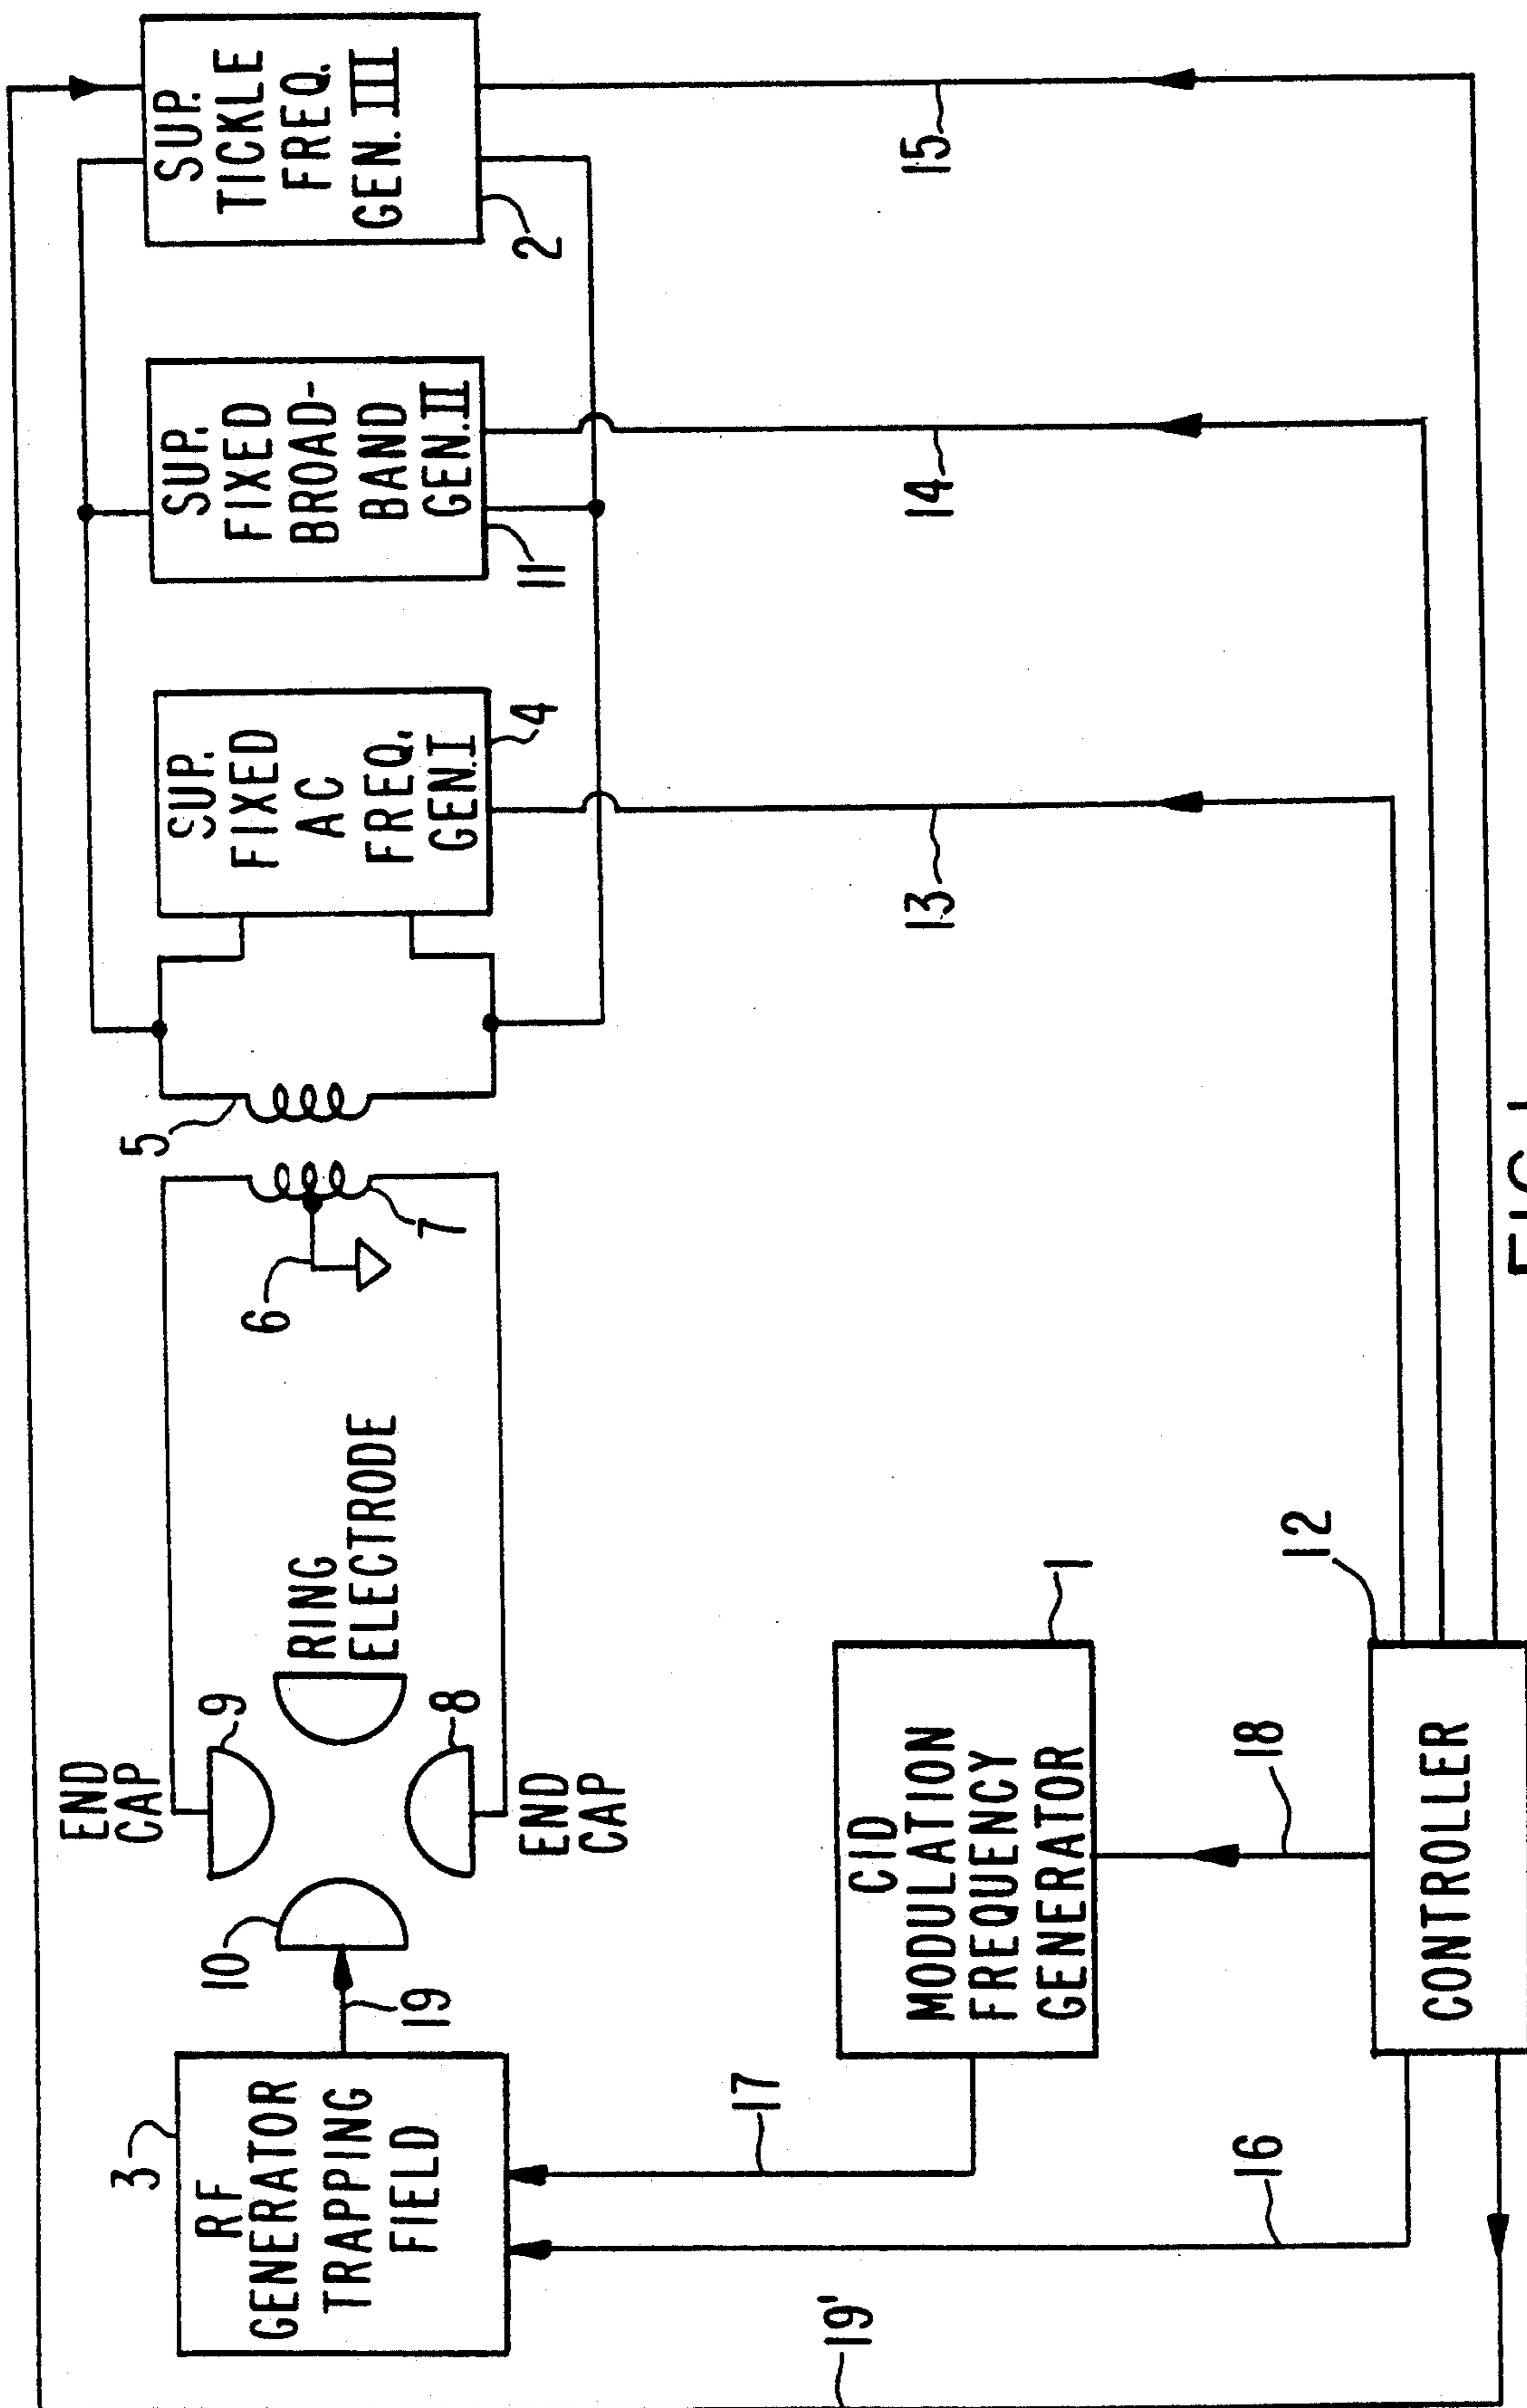 SUP.
TICKLE
FREQ.
GEN. III
2
SUP.
FIXED
BROAD-
BAND
GEN. II
11
SUP.
FIXED
AC
FREQ.
GEN. I
4
5
6
7
END
CAP
9
RING
ELECTRODE
8
END
CAP
10
19
3
RF
GENERATOR
TRAPPING
FIELD
17
16
19'
CID
MODULATION
FREQUENCY
GENERATOR
1
18
12
CONTROLLER
13
14
15
FIG. 1